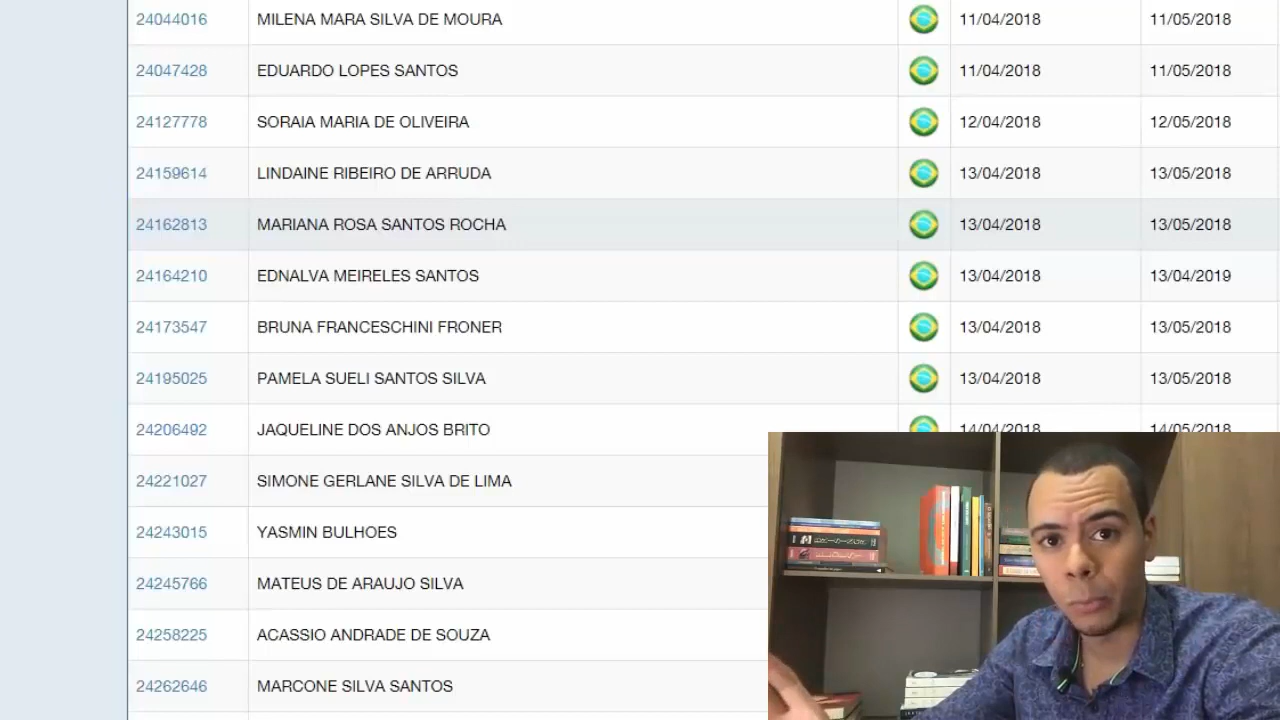 24044016 MILENA MARA SILVA DE MOURA 11/04/2018 11/05/2018
24047428 EDUARDO LOPES SANTOS 11/04/2018 11/05/2018
24127778 SORAIA MARIA DE OLIVEIRA 12/04/2018 12/05/2018
24159614 LINDAINE RIBEIRO DE ARRUDA 13/04/2018 13/05/2018
24162813 MARIANA ROSA SANTOS ROCHA 13/04/2018 13/05/2018
24164210 EDNALVA MEIRELES SANTOS 13/04/2018 13/04/2019
24173547 BRUNA FRANCESCHINI FRONER 13/04/2018 13/05/2018
24195025 PAMELA SUELI SANTOS SILVA 13/04/2018 13/05/2018
24206492 JAQUELINE DOS ANJOS BRITO 14/04/2018 14/05/2018
24221027 SIMONE GERLANE SILVA DE LIMA
24243015 YASMIN BULHOES
24245766 MATEUS DE ARAUJO SILVA
24258225 ACASSIO ANDRADE DE SOUZA
24262646 MARCONE SILVA SANTOS